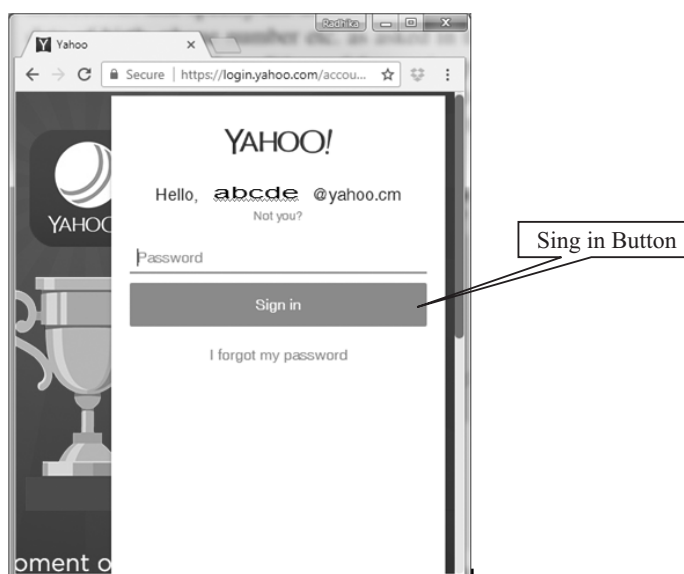 Radhika
Yahoo
Secure | https://login.yahoo.com/accou...
YAHOO!
Hello, abcde @yahoo.cm
Not you?
YAHOO
Password
Sing in Button
Sign in
I forgot my password
oment o